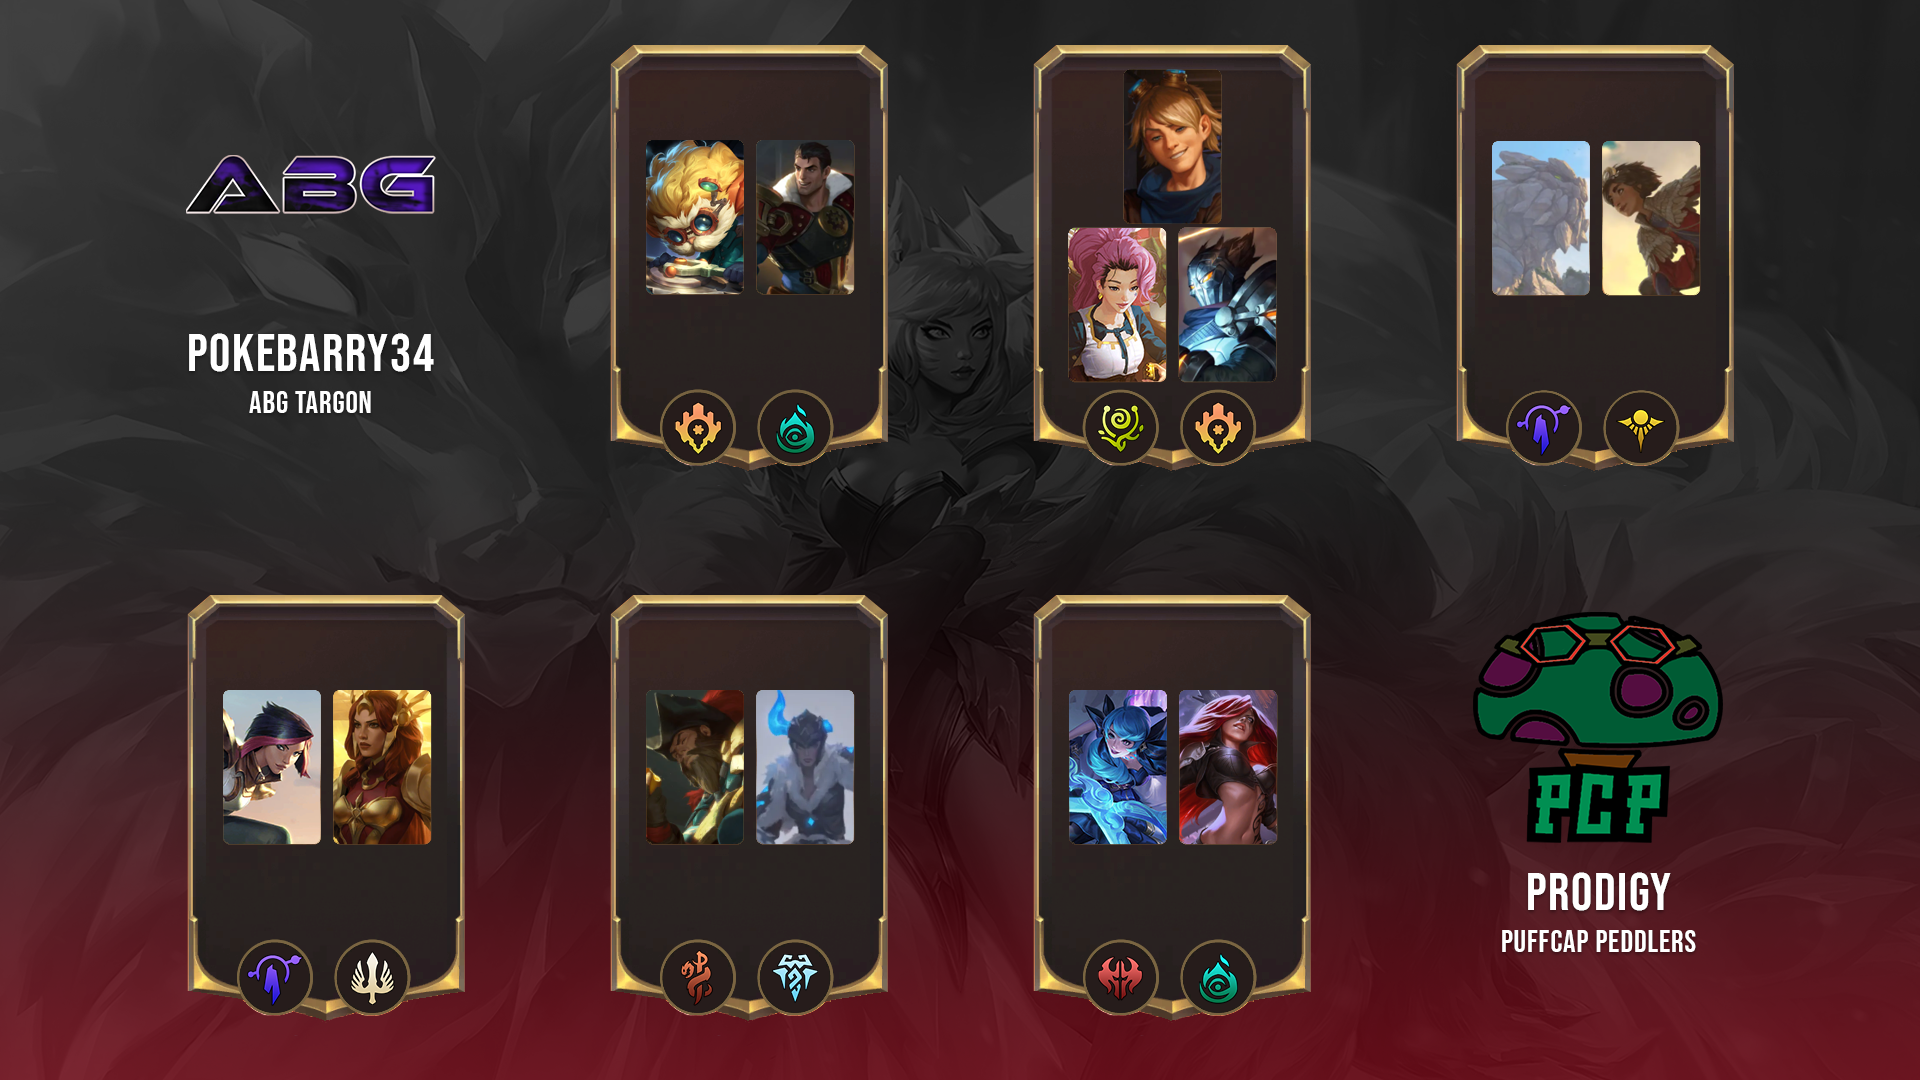 ABG
POKEBARRY34
ABG TARGON
PCP
PRODIGY
PUFFCAP PEDDLERS